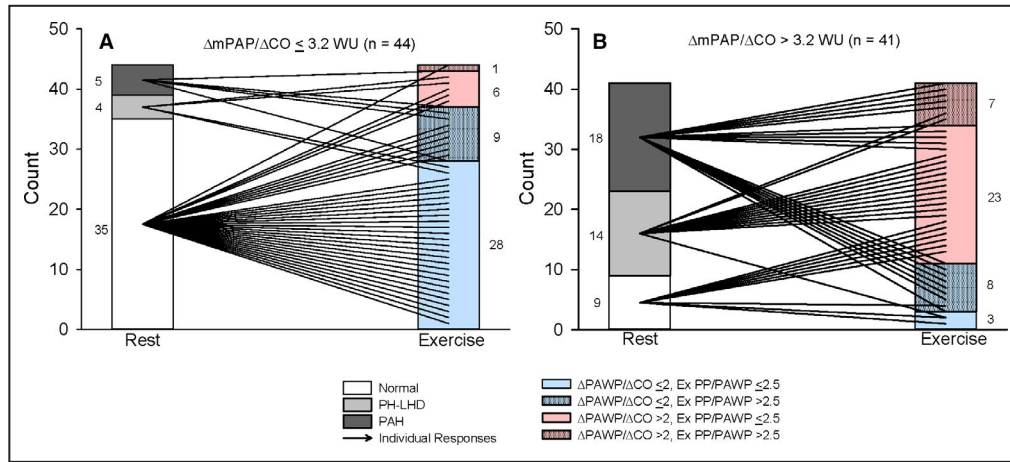 A
ΔmPAP/ΔCO ≤ 3.2 WU (n = 44)
50
40
30
20
10
0
Count
5
4
35
1
6
9
28
Rest
Exercise
B
ΔmPAP/ΔCO > 3.2 WU (n = 41)
50
40
30
20
10
0
Count
18
14
9
7
23
8
3
Rest
Exercise
Normal
PH-LHD
PAH
Individual Responses
ΔPAWP/ΔCO ≤2, Ex PP/PAWP ≤2.5
ΔPAWP/ΔCO ≤2, Ex PP/PAWP >2.5
ΔPAWP/ΔCO >2, Ex PP/PAWP ≤2.5
ΔPAWP/ΔCO >2, Ex PP/PAWP >2.5